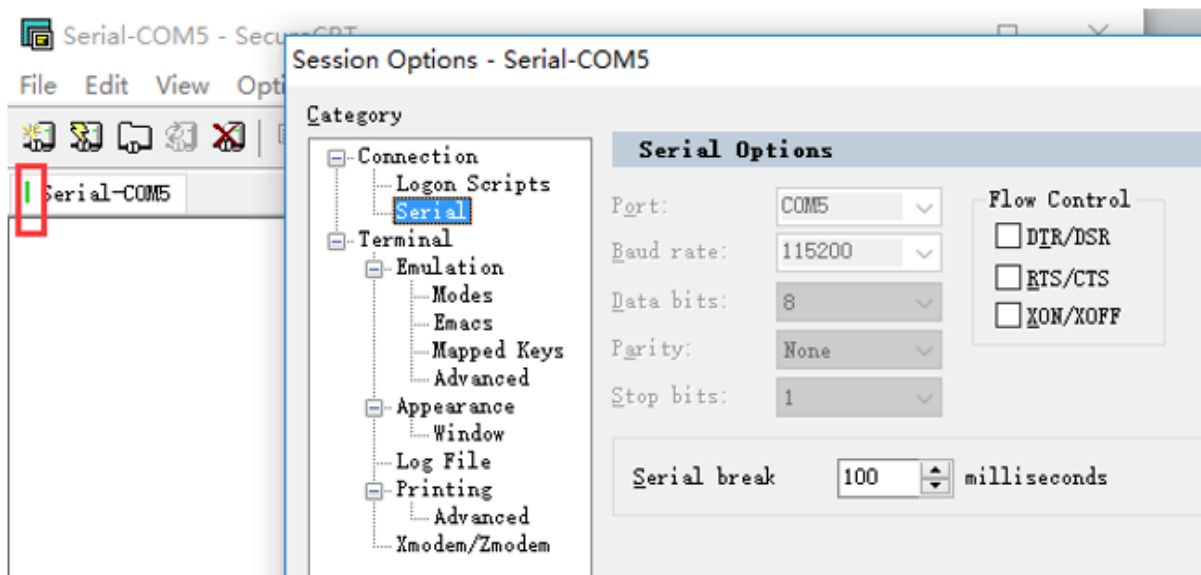 Serial-COM5 - SecureCRT
File Edit View Opti
Serial-COM5
Session Options - Serial-COM5
Category
Connection
Logon Scripts
Serial
Terminal
Emulation
Modes
Emacs
Mapped Keys
Advanced
Appearance
Window
Log File
Printing
Advanced
Xmodem/Zmodem
Serial Options
Port: COM5
Baud rate: 115200
Data bits: 8
Parity: None
Stop bits: 1
Flow Control
DTR/DSR
RTS/CTS
XON/XOFF
Serial break 100 milliseconds